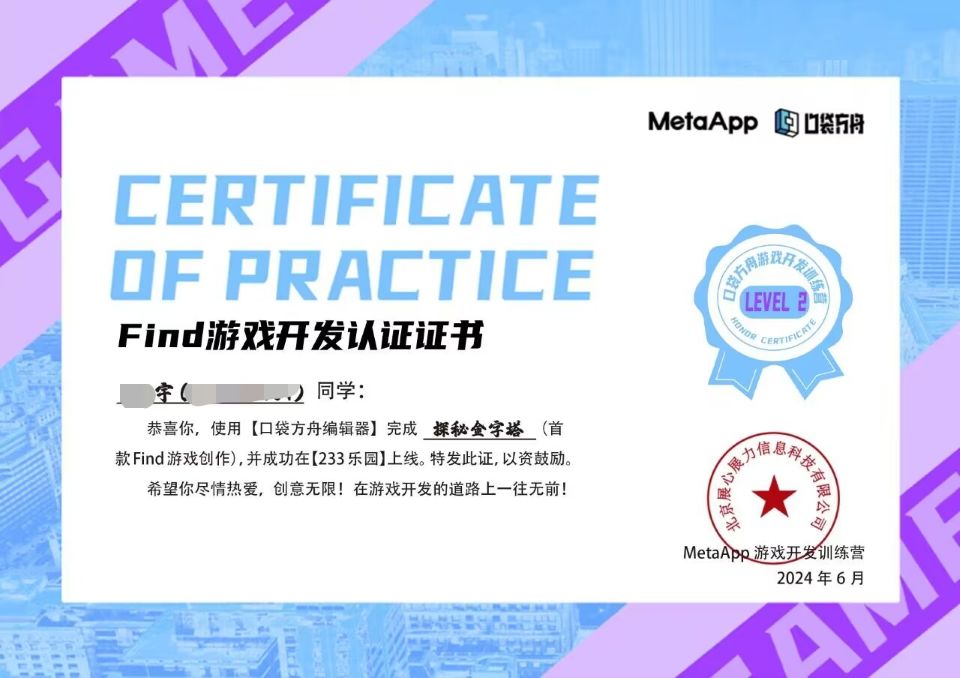 GAME
MetaApp 口袋方舟
CERTIFICATE
OF PRACTICE
Find游戏开发认证证书
宇( ) 同学：
恭喜你，使用【口袋方舟编辑器】完成 探秘金字塔 （首
款Find游戏创作），并成功在【233乐园】上线。特发此证，以资鼓励。
希望你尽情热爱，创意无限！在游戏开发的道路上一往无前！
口袋方舟游戏开发训练营
LEVEL 2
HONOR CERTIFICATE
北京展心展力信息科技有限公司
MetaApp 游戏开发训练营
2024 年 6 月
GAME